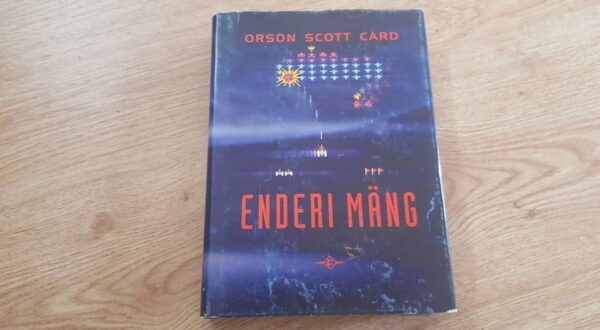 ORSON SCOTT CARD
ENDERI MÄNG